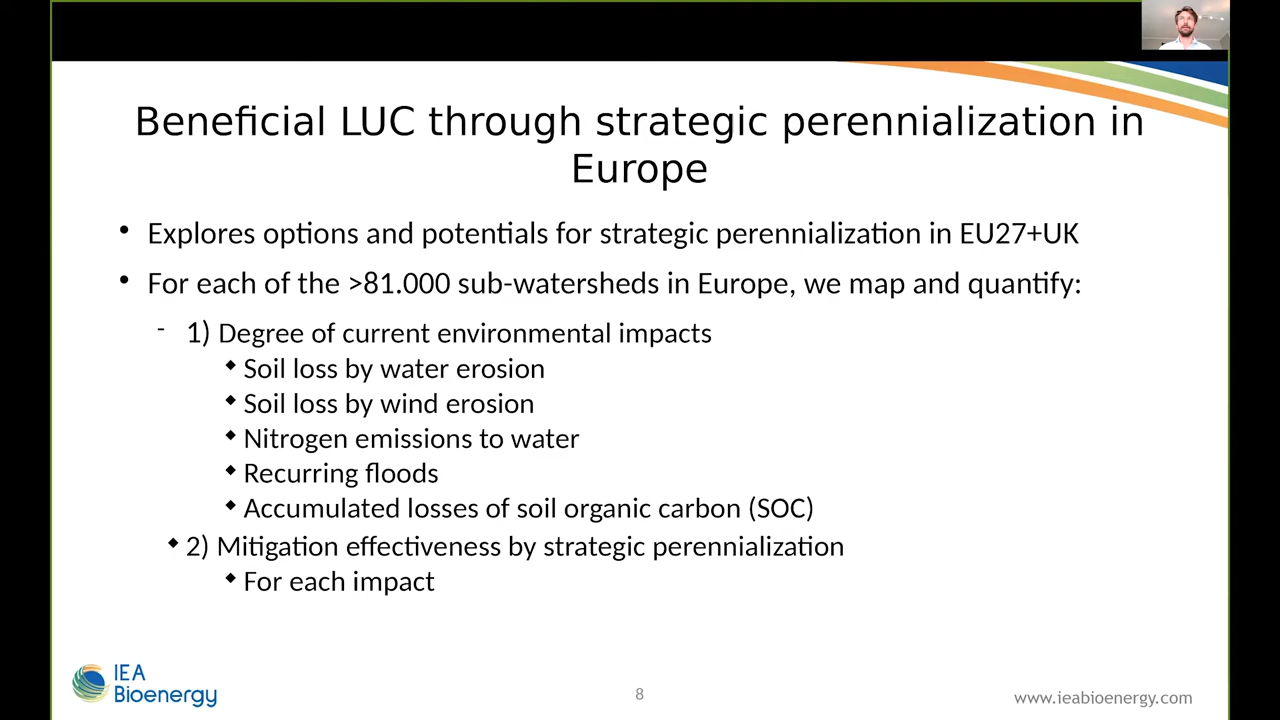 Beneficial LUC through strategic perennialization in
Europe
• Explores options and potentials for strategic perennialization in EU27+UK
• For each of the >81.000 sub-watersheds in Europe, we map and quantify:
- 1) Degree of current environmental impacts
◆ Soil loss by water erosion
◆ Soil loss by wind erosion
◆ Nitrogen emissions to water
◆ Recurring floods
◆ Accumulated losses of soil organic carbon (SOC)
◆ 2) Mitigation effectiveness by strategic perennialization
◆ For each impact
IEA
Bioenergy
8
www.ieabioenergy.com